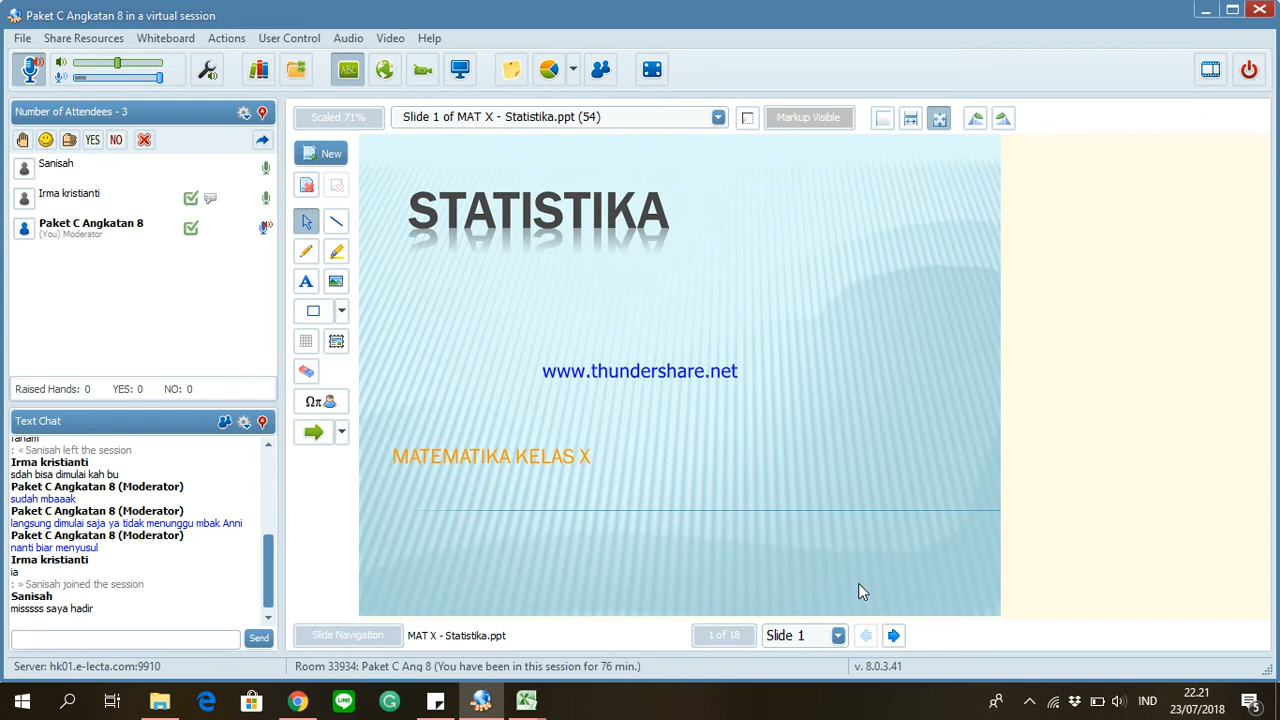 Paket C Angkatan 8 in a virtual session
File Share Resources Whiteboard Actions User Control Audio Video Help
ABC
Number of Attendees - 3
YES NO
Sanisah
Irma kristianti
Paket C Angkatan 8
(You) Moderator
Raised Hands: 0 YES: 0 NO: 0
Text Chat
: « Sanisah left the session
Irma kristianti
sdah bisa dimulai kah bu
Paket C Angkatan 8 (Moderator)
sudah mbaaak
Paket C Angkatan 8 (Moderator)
langsung dimulai saja ya tidak menunggu mbak Anni
Paket C Angkatan 8 (Moderator)
nanti biar menyusul
Irma kristianti
ia
: » Sanisah joined the session
Sanisah
misssss saya hadir
Send
Scaled 71% Slide 1 of MAT X - Statistika.ppt (54) Markup Visible
New
A
Ωπ
STATISTIKA
www.thundershare.net
MATEMATIKA KELAS X
Slide Navigation MAT X - Statistika.ppt 1 of 18 Slide 1
Server: hk01.e-lecta.com:9910 Room 33934: Paket C Ang 8 (You have been in this session for 76 min.) v. 8.0.3.41
IND
22.21
23/07/2018
5